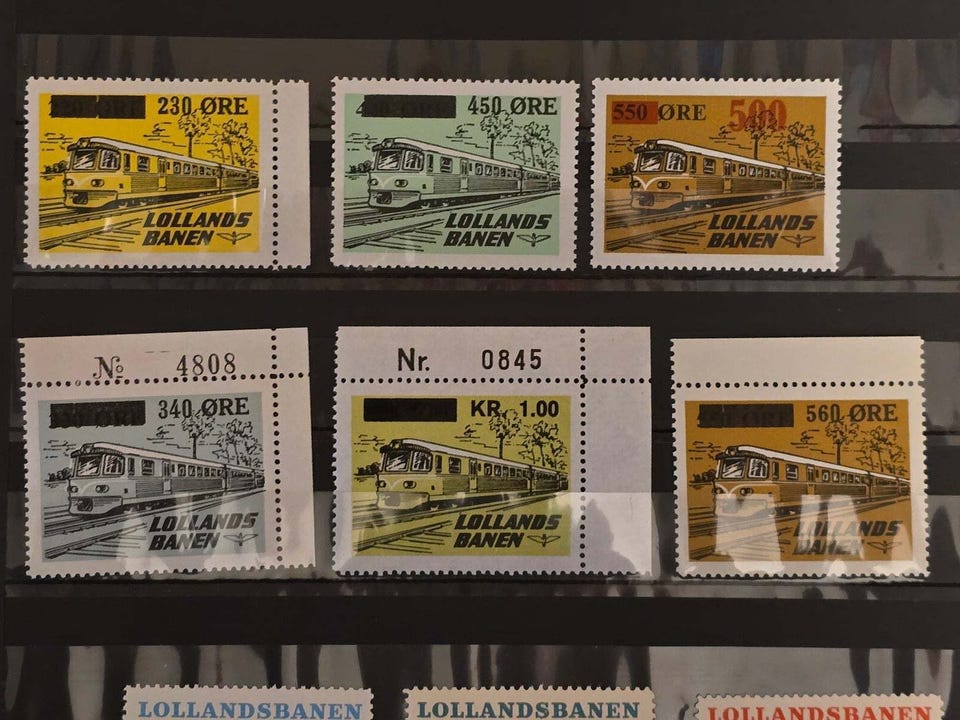 230 ØRE
LOLLANDS
BANEN
450 ØRE
LOLLANDS
BANEN
550 ØRE 500
LOLLANDS
BANEN
№ 4808
340 ØRE
LOLLANDS
BANEN
Nr. 0845
KR. 1.00
LOLLANDS
BANEN
560 ØRE
LOLLANDS
BANEN
LOLLANDSBANEN
LOLLANDSBANEN
LOLLANDSBANEN